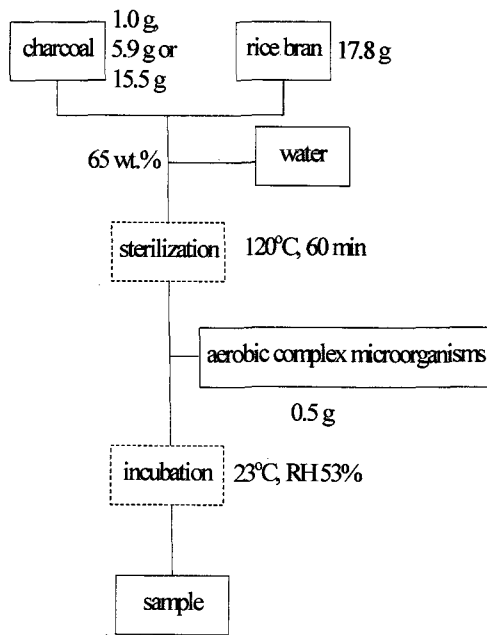 charcoal
1.0 g,
5.9 g or
15.5 g
rice bran
17.8 g
65 wt.%
water
sterilization
120°C, 60 min
aerobic complex microorganisms
0.5 g
incubation
23°C, RH 53%
sample